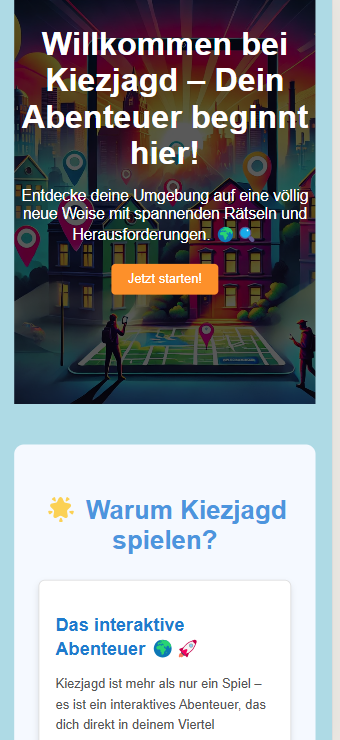 Willkommen bei
Kiezjagd – Dein
Abenteuer beginnt
hier!
Entdecke deine Umgebung auf eine völlig
neue Weise mit spannenden Rätseln und
Herausforderungen. 🌍🔍
Jetzt starten!
🌟 Warum Kiezjagd
spielen?
Das interaktive
Abenteuer 🌍🚀
Kiezjagd ist mehr als nur ein Spiel –
es ist ein interaktives Abenteuer, das
dich direkt in deinem Viertel